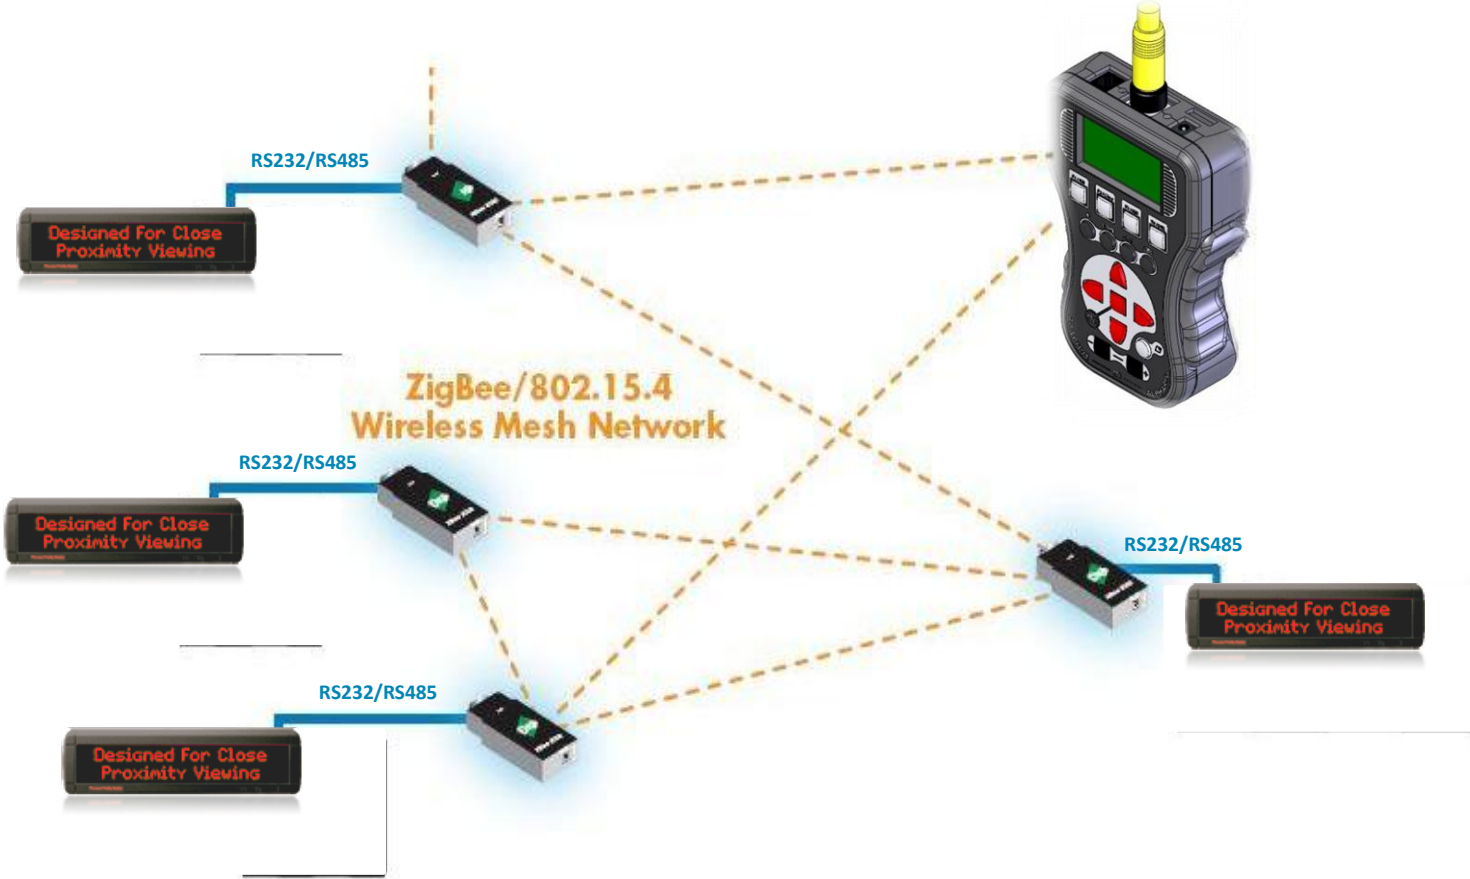 RS232/RS485
Designed For Close
Proximity Viewing
ZigBee/802.15.4
Wireless Mesh Network
RS232/RS485
Designed For Close
Proximity Viewing
RS232/RS485
Designed For Close
Proximity Viewing
RS232/RS485
Designed For Close
Proximity Viewing